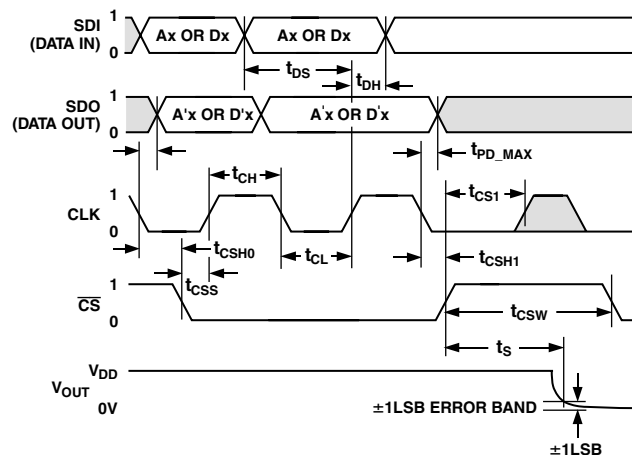 SDI
(DATA IN)
1
0
Ax OR Dx
Ax OR Dx
tDS
tDH
SDO
(DATA OUT)
1
0
A'x OR D'x
A'x OR D'x
tPD_MAX
tCH
tCS1
CLK
1
0
tCSH0
tCL
tCSH1
tCSS
CS
1
0
tCSW
tS
VDD
VOUT
0V
±1LSB ERROR BAND
±1LSB